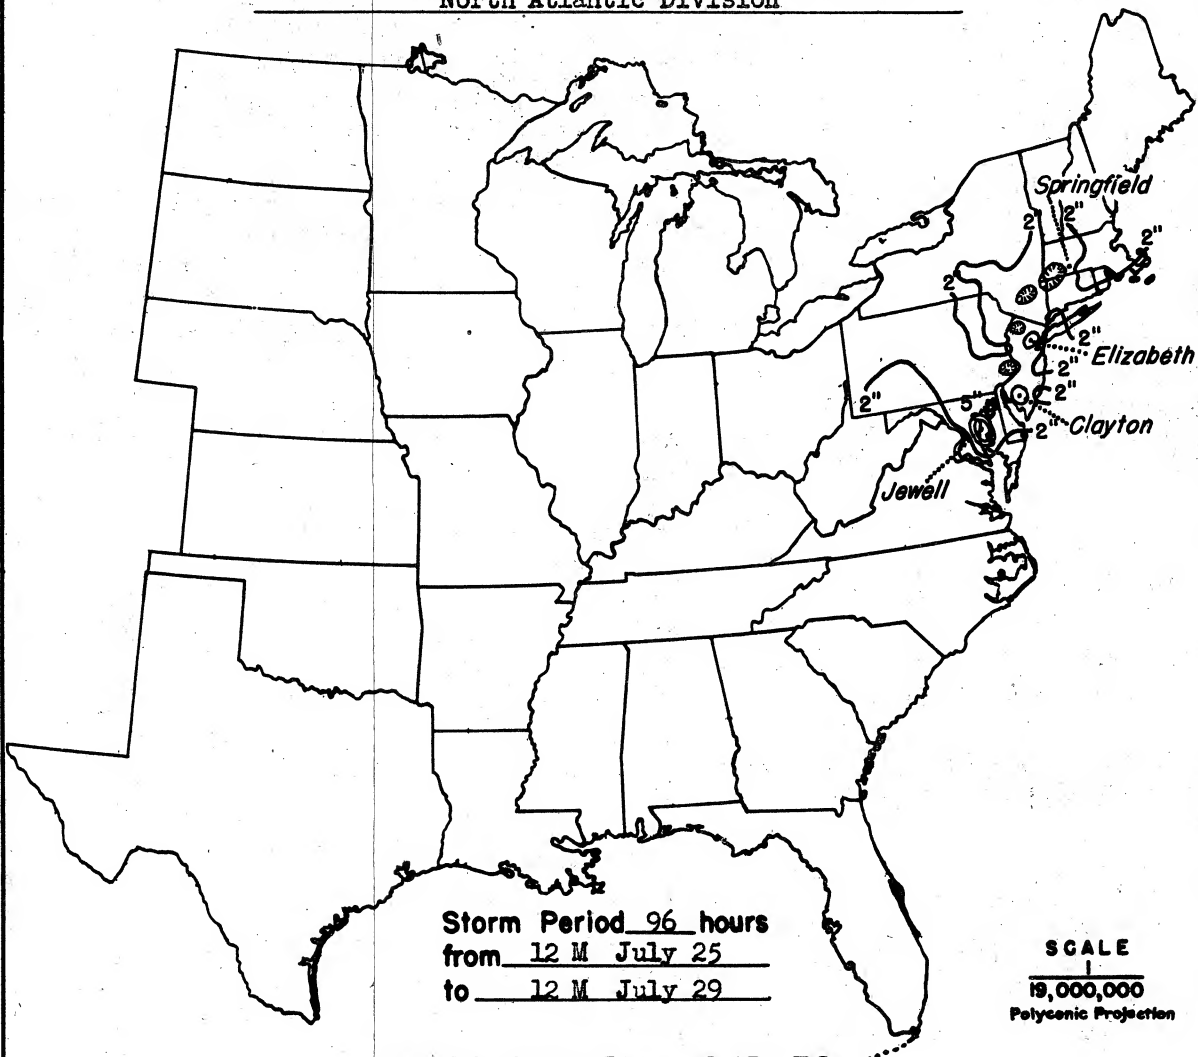 North Atlantic Division
Springfield
2"
2
2"
2
2"
Elizabeth
2"
2"
2"
5"
Clayton
2"
Jewell
Storm Period 96 hours
from 12 M July 25
to 12 M July 29
SCALE
1
19,000,000
Polyconic Projection